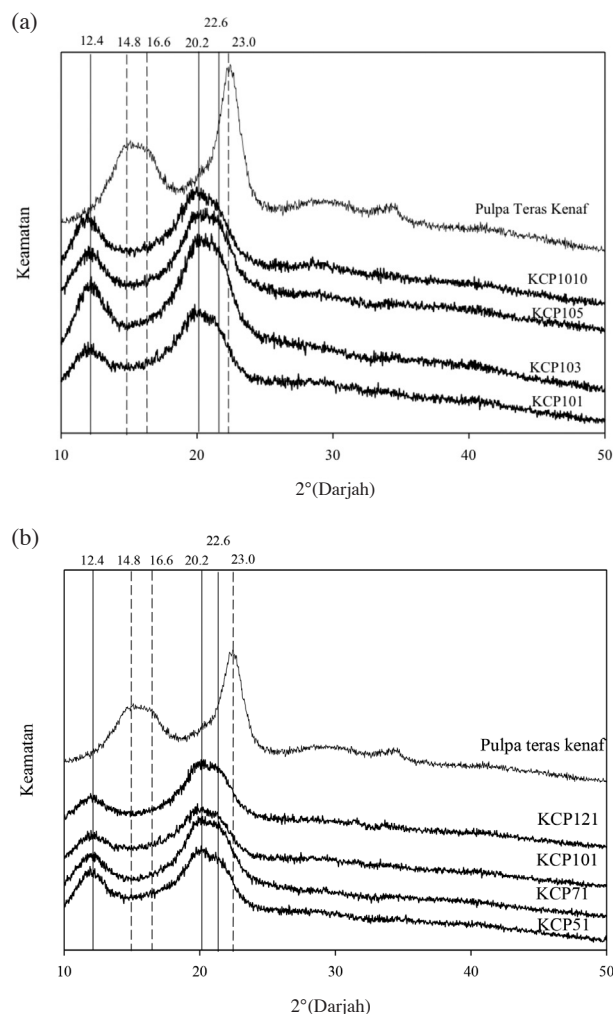 (a)
22.6
12.4 14.8 16.6 20.2 23.0
Keamatan
Pulpa Teras Kenaf
KCP1010
KCP105
KCP103
KCP101
10 20 30 40 50
2°(Darjah)
(b)
22.6
12.4 14.8 16.6 20.2 23.0
Keamatan
Pulpa teras kenaf
KCP121
KCP101
KCP71
KCP51
10 20 30 40 50
2°(Darjah)